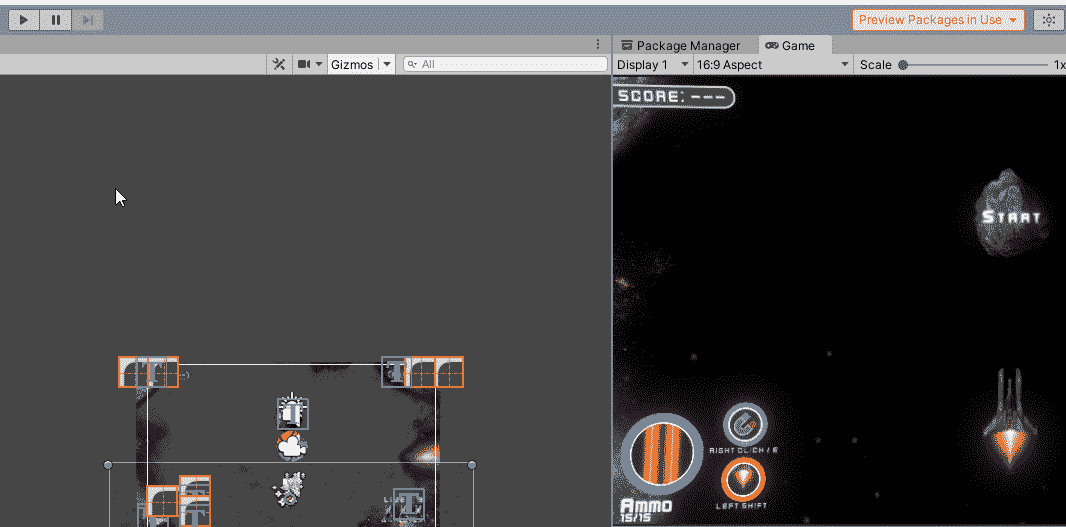 Preview Packages in Use
Package Manager
Game
Gizmos
All
Display 1
16:9 Aspect
Scale
1x
SCORE: ---
START
RIGHT CLICK / E
AMMO
15/15
LEFT SHIFT